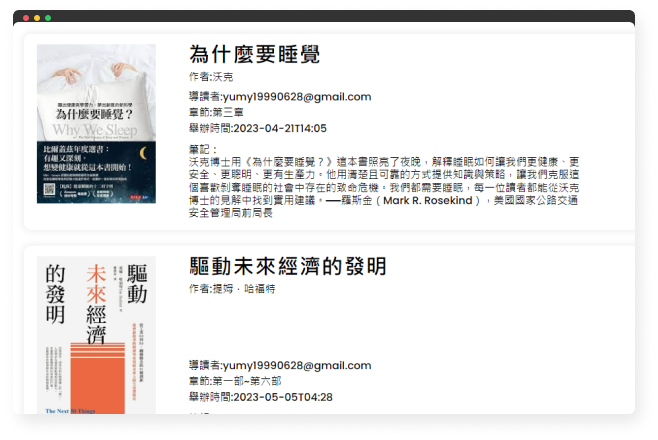 為什麼要睡覺
作者:沃克
導讀者:yumy19990628@gmail.com
章節:第三章
舉辦時間:2023-04-21T14:05
筆記：
沃克博士用《為什麼要睡覺？》這本書照亮了夜晚，解釋睡眠如何讓我們更健康、更
安全、更聰明、更有生產力。他用清楚且可靠的方式提供知識與策略，讓我們克服這
個喜歡剝奪睡眠的社會中存在的致命危機。我們都需要睡眠，每一位讀者都能從沃克
博士的見解中找到實用建議。──羅斯金（Mark R. Rosekind），美國國家公路交通
安全管理局前局長
為什麼要睡覺？
Why We Sleep
比爾蓋茲年度選書：
有趣又深刻，
想變健康就從這本書開始！
驅動未來經濟的發明
作者:提姆．哈福特
導讀者:yumy19990628@gmail.com
章節:第一部~第六部
舉辦時間:2023-05-05T04:28
驅動
未來經濟
的發明